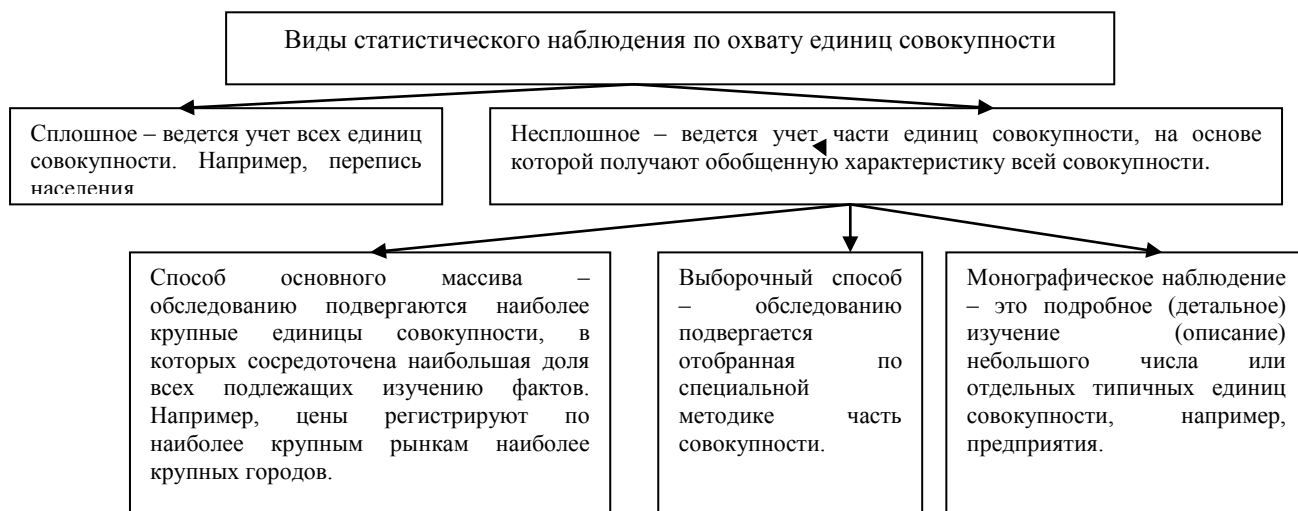 Виды статистического наблюдения по охвату единиц совокупности
Сплошное – ведется учет всех единиц
совокупности. Например, перепись
населения
Несплошное – ведется учет части единиц совокупности, на основе
которой получают обобщенную характеристику всей совокупности.
Способ основного массива –
обследованию подвергаются наиболее
крупные единицы совокупности, в
которых сосредоточена наибольшая доля
всех подлежащих изучению фактов.
Например, цены регистрируют по
наиболее крупным рынкам наиболее
крупных городов.
Выборочный способ
– обследованию
подвергается
отобранная по
специальной
методике часть
совокупности.
Монографическое наблюдение
– это подробное (детальное)
изучение (описание)
небольшого числа или
отдельных типичных единиц
совокупности, например,
предприятия.